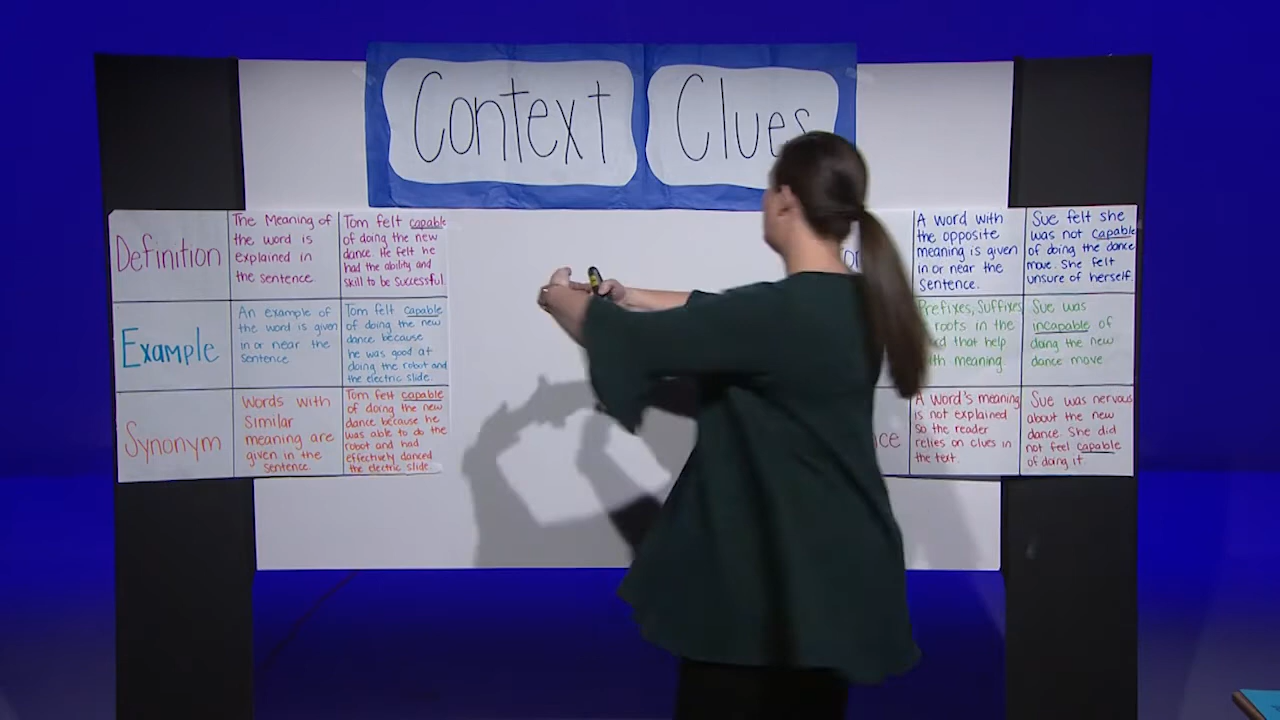 Context Clues
Definition
The Meaning of
the word is
explained in
the sentence.
Tom felt capable
of doing the new
dance. He felt he
had the ability and
skill to be successful.
Example
An example of
the word is given
in or near the
sentence.
Tom felt capable
of doing the new
dance because
he was good at
doing the robot and
the electric slide.
Synonym
Words with
similar
meaning are
given in the
sentence
Tom felt capable
of doing the new
dance because he
was able to do the
robot and had
effectively danced
the electric slide.
A word with
the opposite
meaning is given
in or near the
sentence.
Sue felt she
was not capable
of doing the dance
move. She felt
unsure of herself.
Prefixes, Suffixes
roots in the
that help
meaning.
Sue was
incapable of
doing the new
dance move
A word's meaning
is not explained
so the reader
relies on clues in
the text.
Sue was nervous
about the new
dance. She did
not feel capable
of doing it.